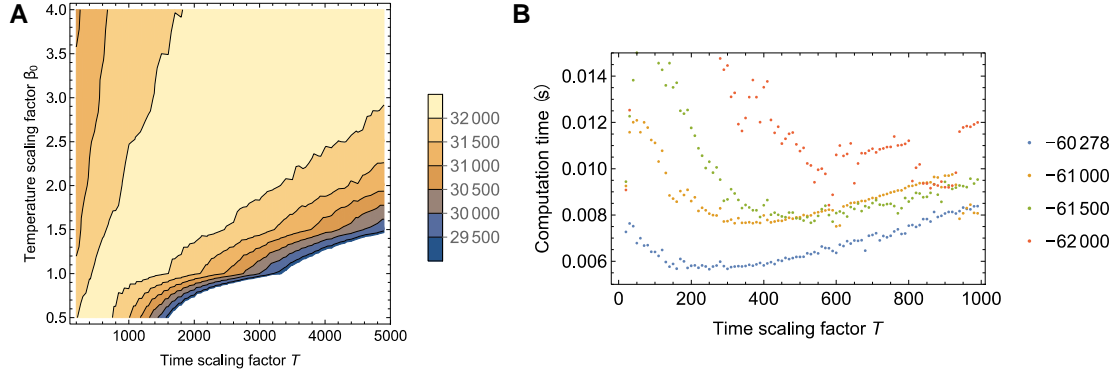 A
Temperature scaling factor β0
4.0
3.5
3.0
2.5
2.0
1.5
1.0
0.5
1000 2000 3000 4000 5000
Time scaling factor T
32 000
31 500
31 000
30 500
30 000
29 500
B
Computation time (s)
0.014
0.012
0.010
0.008
0.006
0 200 400 600 800 1000
Time scaling factor T
−60 278
−61 000
−61 500
−62 000